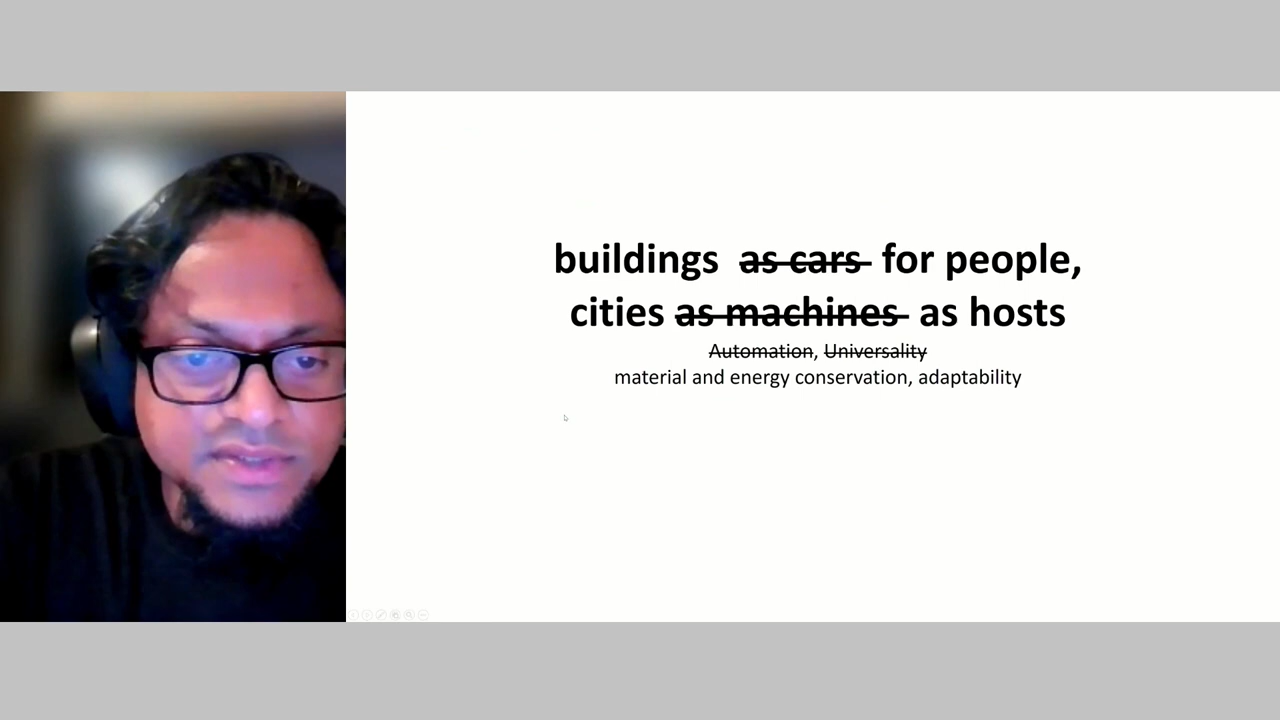 buildings as cars for people,
cities as machines as hosts
Automation, Universality
material and energy conservation, adaptability